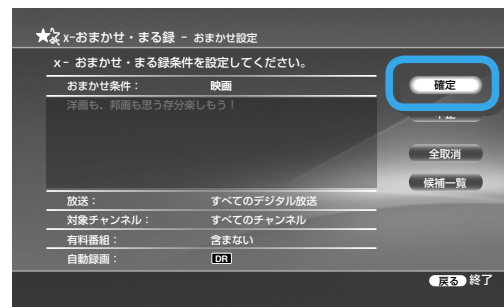 x-おまかせ・まる録 - おまかせ設定
x- おまかせ・まる録条件を設定してください。
おまかせ条件： 映画
確定
洋画も、邦画も思う存分楽しもう！
全取消
候補一覧
放送： すべてのデジタル放送
対象チャンネル： すべてのチャンネル
有料番組： 含まない
自動録画： DR
戻る 終了